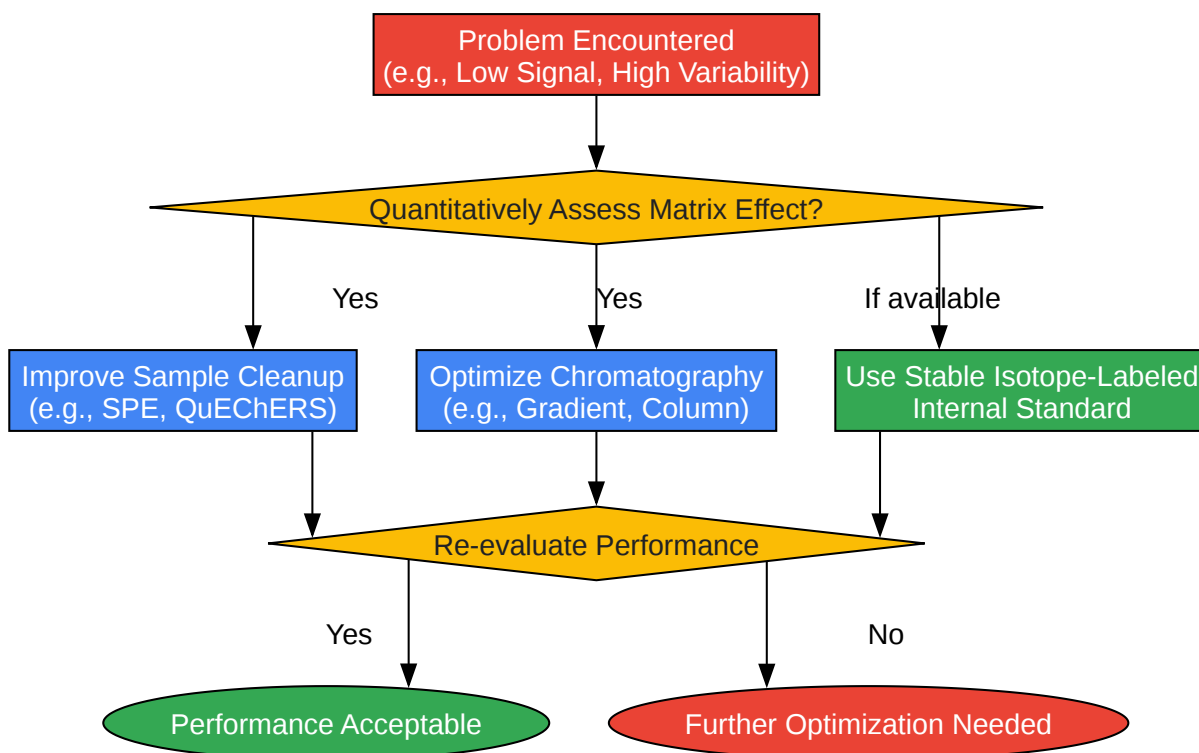 Problem Encountered
(e.g., Low Signal, High Variability)
Quantitatively Assess Matrix Effect?
Yes
Yes
If available
Improve Sample Cleanup
(e.g., SPE, QuEChERS)
Optimize Chromatography
(e.g., Gradient, Column)
Use Stable Isotope-Labeled
Internal Standard
Re-evaluate Performance
Yes
No
Performance Acceptable
Further Optimization Needed